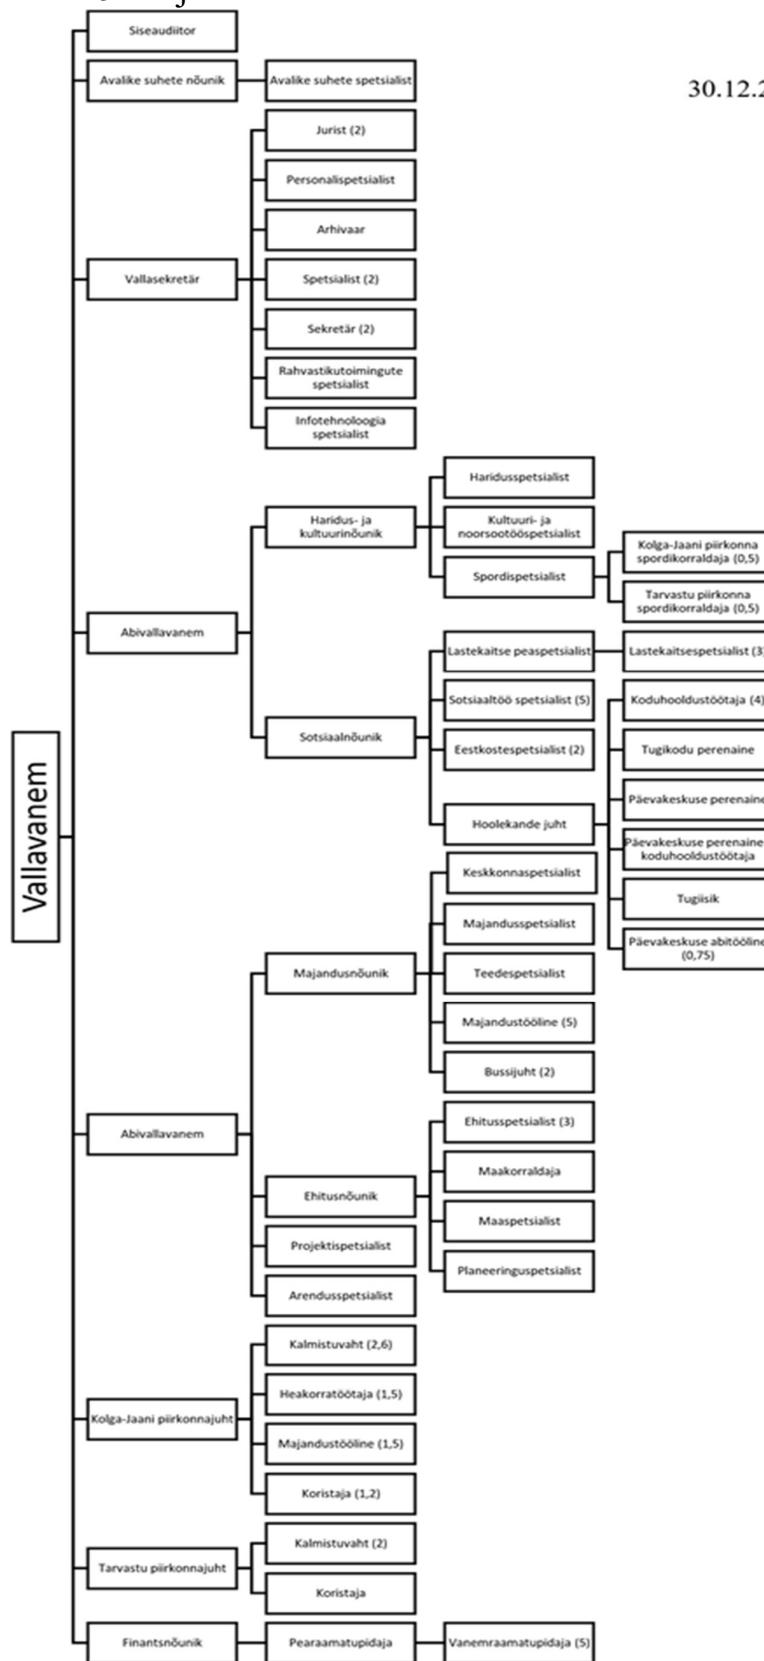 Siseaudiitor
Avalike suhete nõunik
Avalike suhete spetsialist
30.12.2
Jurist (2)
Personalispetsialist
Arhivaar
Vallasekretär
Spetsialist (2)
Sekretär (2)
Rahvastikutoimingute
spetsialist
Infotehnoloogia
spetsialist
Haridusspetsialist
Haridus- ja
kultuurinõunik
Kultuuri- ja
noorsootööspetsialist
Spordispetsialist
Kolga-Jaani piirkonna
spordikorraldaja (0,5)
Tarvastu piirkonna
spordikorraldaja (0,5)
Abivallavanem
Lastekaitse peaspetsialist
Lastekaitsespetsialist (3)
Sotsiaaltöö spetsialist (5)
Koduhooldustöötaja (4)
Sotsiaalnõunik
Eestkostespetsialist (2)
Tugikodu perenaine
Päevakeskuse perenaine
Hoolekande juht
Päevakeskuse perenaine-
koduhooldustöötaja
Vallavanem
Keskkonnaspetsialist
Tugiisik
Majandusspetsialist
Päevakeskuse abitööline
(0,75)
Majandusnõunik
Teedespetsialist
Majandustööline (5)
Bussijuht (2)
Abivallavanem
Ehitusspetsialist (3)
Maakorraldaja
Ehitusnõunik
Maaspetsialist
Projektispetsialist
Planeeringuspetsialist
Arendusspetsialist
Kalmistuvaht (2,6)
Heakorratöötaja (1,5)
Kolga-Jaani piirkonnajuht
Majandustööline (1,5)
Koristaja (1,2)
Kalmistuvaht (2)
Tarvastu piirkonnajuht
Koristaja
Finantsnõunik
Pearaamatupidaja
Vanemraamatupidaja (5)